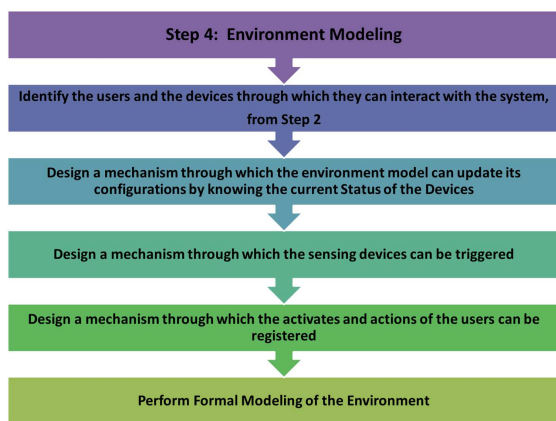 Step 4:  Environment Modeling
Identify the users and the devices through which they can interact with the system,
from Step 2
Design a mechanism through which the environment model can update its
configurations by knowing the current Status of the Devices
Design a mechanism through which the sensing devices can be triggered
Design a mechanism through which the activates and actions of the users can be
registered
Perform Formal Modeling of the Environment